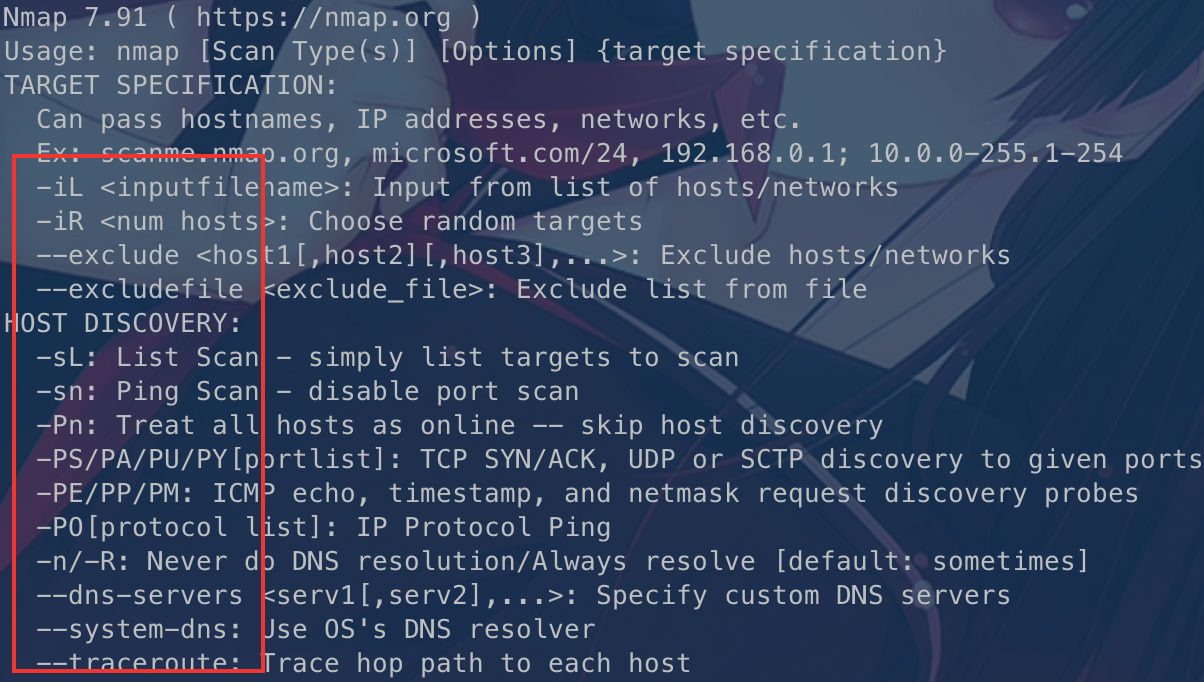 Nmap 7.91 ( https://nmap.org )
Usage: nmap [Scan Type(s)] [Options] {target specification}
TARGET SPECIFICATION:
  Can pass hostnames, IP addresses, networks, etc.
  Ex: scanme.nmap.org, microsoft.com/24, 192.168.0.1; 10.0.0-255.1-254
  -iL <inputfilename>: Input from list of hosts/networks
  -iR <num hosts>: Choose random targets
  --exclude <host1[,host2][,host3],...>: Exclude hosts/networks
  --excludefile <exclude_file>: Exclude list from file
HOST DISCOVERY:
  -sL: List Scan - simply list targets to scan
  -sn: Ping Scan - disable port scan
  -Pn: Treat all hosts as online -- skip host discovery
  -PS/PA/PU/PY[portlist]: TCP SYN/ACK, UDP or SCTP discovery to given ports
  -PE/PP/PM: ICMP echo, timestamp, and netmask request discovery probes
  -PO[protocol list]: IP Protocol Ping
  -n/-R: Never do DNS resolution/Always resolve [default: sometimes]
  --dns-servers <serv1[,serv2],...>: Specify custom DNS servers
  --system-dns: Use OS's DNS resolver
  --traceroute: Trace hop path to each host